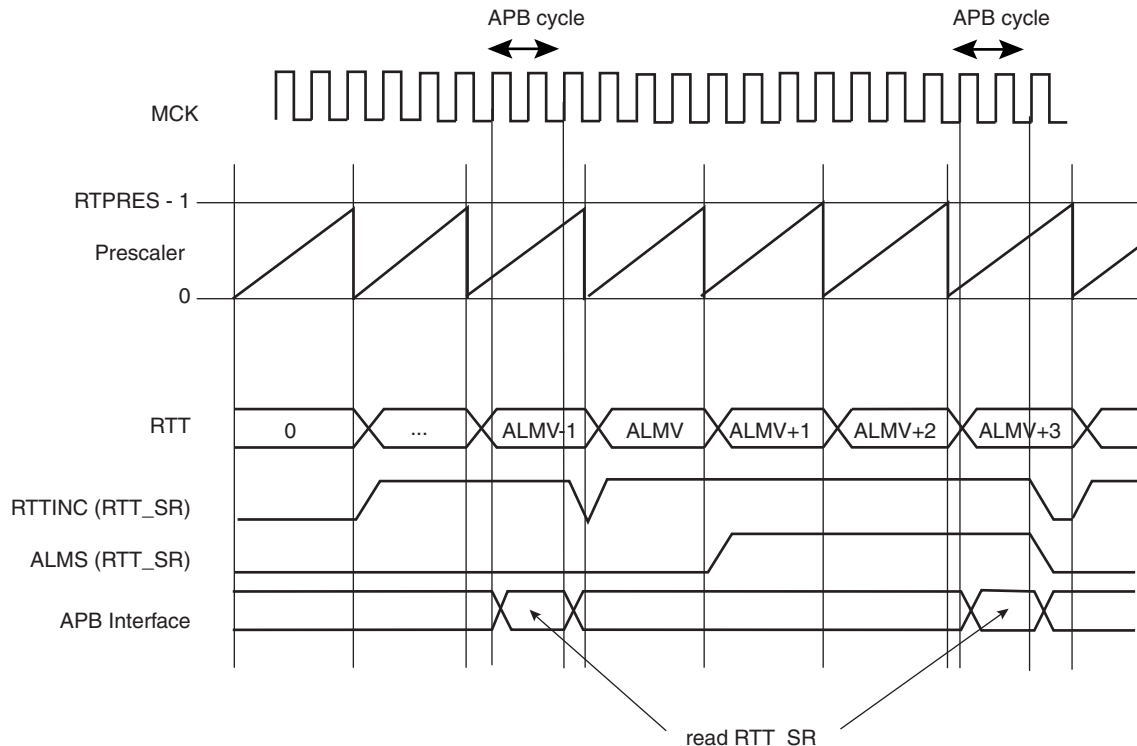 APB cycle
APB cycle
MCK
RTPRES - 1
Prescaler
0
RTT
0
...
ALMV-1
ALMV
ALMV+1
ALMV+2
ALMV+3
RTTINC (RTT_SR)
ALMS (RTT_SR)
APB Interface
read RTT_SR